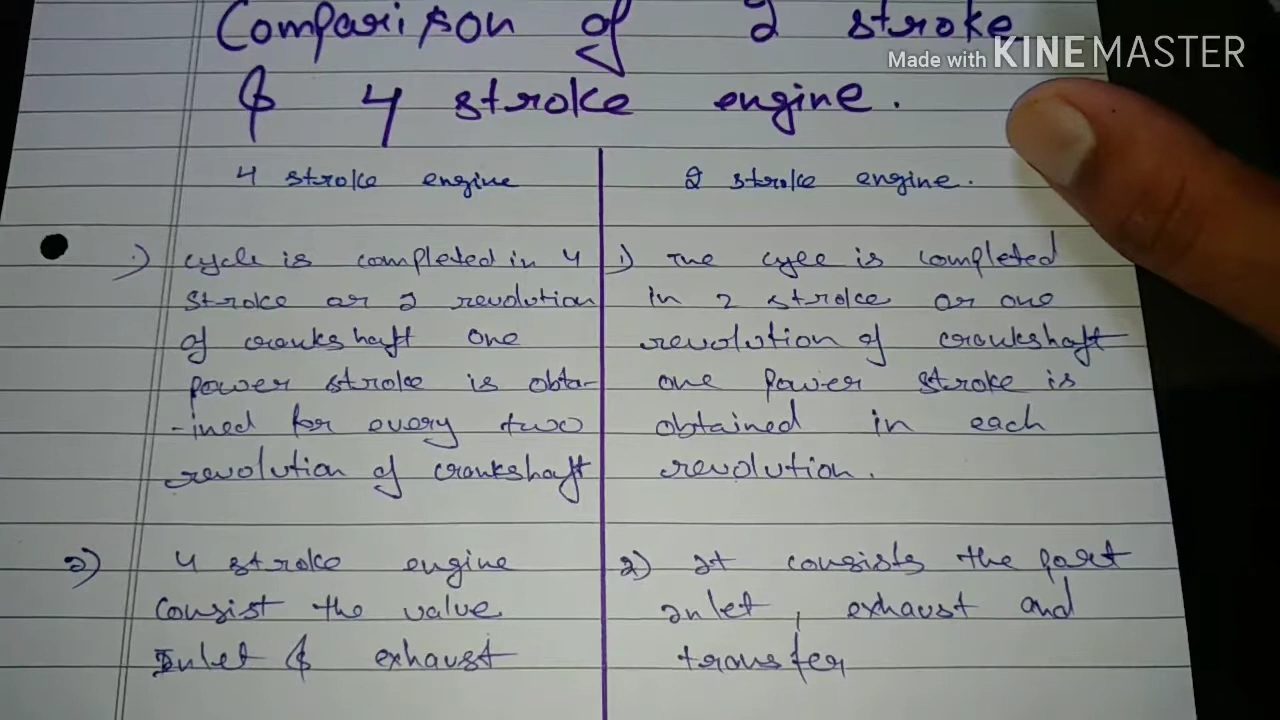 Comparison of 2 stroke
Made with KINEMASTER
& 4 stroke engine.
4 stroke engine
2 stroke engine.
1) cycle is completed in 4
stroke or 2 revolution
of crankshaft one
power stroke is obta-
-ined for every two
revolution of crankshaft
1) The cycle is completed
in 2 stroke or one
revolution of crankshaft
one power stroke is
obtained in each
revolution.
2) 4 stroke engine
consist the value
Inlet & exhaust
2) It consists the port
inlet, exhaust and
transfer